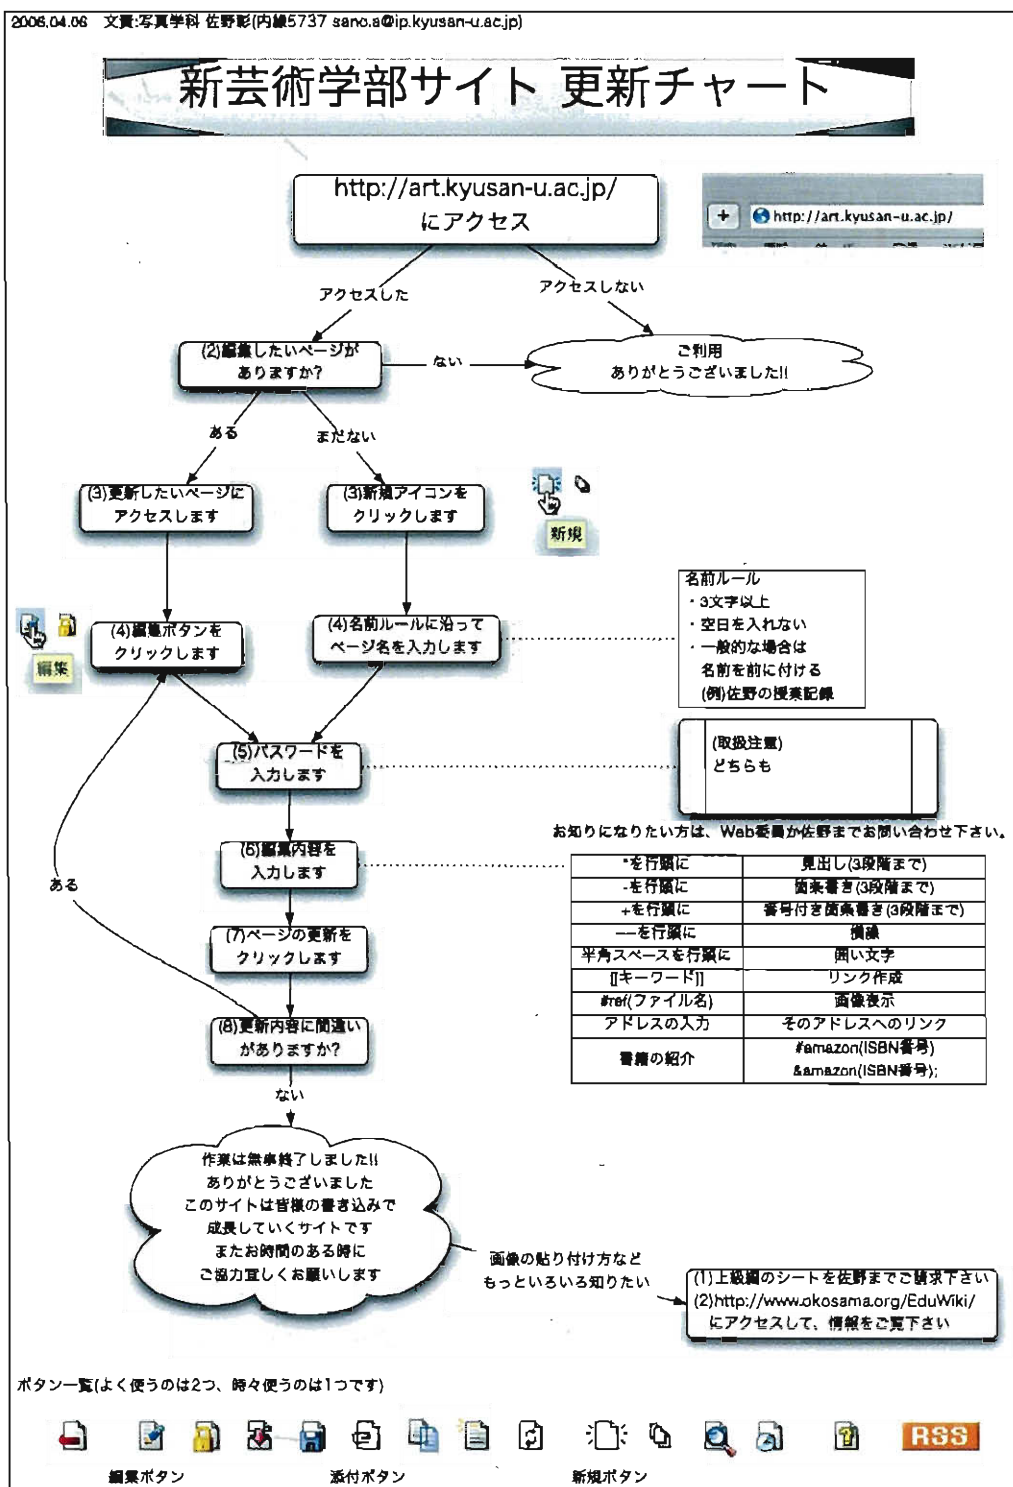 2006.04.06 文責:写真学科 佐野彰(内線5737 sano.a@ip.kyusan-u.ac.jp)
新芸術学部サイト 更新チャート
http://art.kyusan-u.ac.jp/
にアクセス
http://art.kyusan-u.ac.jp/
アクセスした
アクセスしない
(2)編集したいページが
ありますか?
ない
ご利用
ありがとうございました!!
ある
まだない
(3)更新したいページに
アクセスします
(3)新規アイコンを
クリックします
新規
名前ルール
・3文字以上
・空白を入れない
・一般的な場合は
名前を前に付ける
(例)佐野の授業記録
(4)編集ボタンを
クリックします
編集
(4)名前ルールに沿って
ページ名を入力します
(5)パスワードを
入力します
(取扱注意)
どちらも
お知りになりたい方は、Web委員か佐野までお問い合わせ下さい。
(6)編集内容を
入力します
*を行頭に 見出し(3段階まで)
-を行頭に 箇条書き(3段階まで)
+を行頭に 番号付き箇条書き(3段階まで)
----を行頭に 横線
半角スペースを行頭に 囲い文字
[[キーワード]] リンク作成
#ref(ファイル名) 画像表示
アドレスの入力 そのアドレスへのリンク
書籍の紹介 #amazon(ISBN番号)
&amazon(ISBN番号);
ある
(7)ページの更新を
クリックします
(8)更新内容に間違い
がありますか?
ない
作業は無事終了しました!!
ありがとうございました
このサイトは皆様の書き込みで
成長していくサイトです
またお時間のある時に
ご協力宜しくお願いします
画像の貼り付け方など
もっといろいろ知りたい
(1)上級編のシートを佐野までご請求下さい
(2)http://www.okosama.org/EduWiki/
にアクセスして、情報をご覧下さい
ボタン一覧(よく使うのは2つ、時々使うのは1つです)
RSS
編集ボタン 添付ボタン 新規ボタン